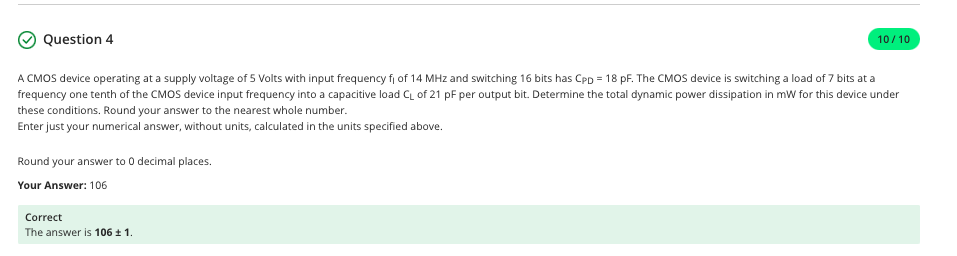 Question 4
10 / 10
A CMOS device operating at a supply voltage of 5 Volts with input frequency fI of 14 MHz and switching 16 bits has CPD = 18 pF. The CMOS device is switching a load of 7 bits at a
frequency one tenth of the CMOS device input frequency into a capacitive load CL of 21 pF per output bit. Determine the total dynamic power dissipation in mW for this device under
these conditions. Round your answer to the nearest whole number.
Enter just your numerical answer, without units, calculated in the units specified above.
Round your answer to 0 decimal places.
Your Answer: 106
Correct
The answer is 106 ± 1.